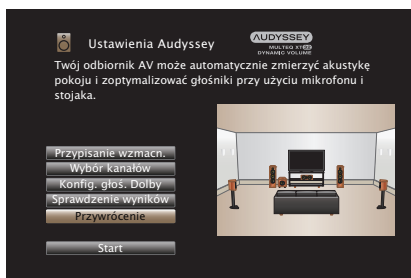 Ustawienia Audyssey
AUDYSSEY
MULTEQ XT32
DYNAMIC VOLUME
Twój odbiornik AV może automatycznie zmierzyć akustykę
pokoju i zoptymalizować głośniki przy użyciu mikrofonu i
stojaka.
Przypisanie wzmacn.
Wybór kanałów
Konfig. głoś. Dolby
Sprawdzenie wyników
Przywrócenie
Start